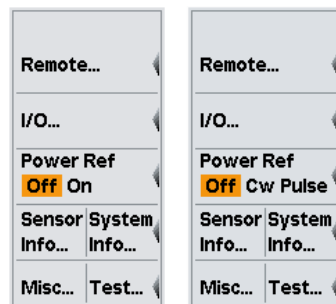 Remote...
I/O...
Power Ref
Off On
Sensor System
Info... Info...
Misc... Test...
Remote...
I/O...
Power Ref
Off Cw Pulse
Sensor System
Info... Info...
Misc... Test...